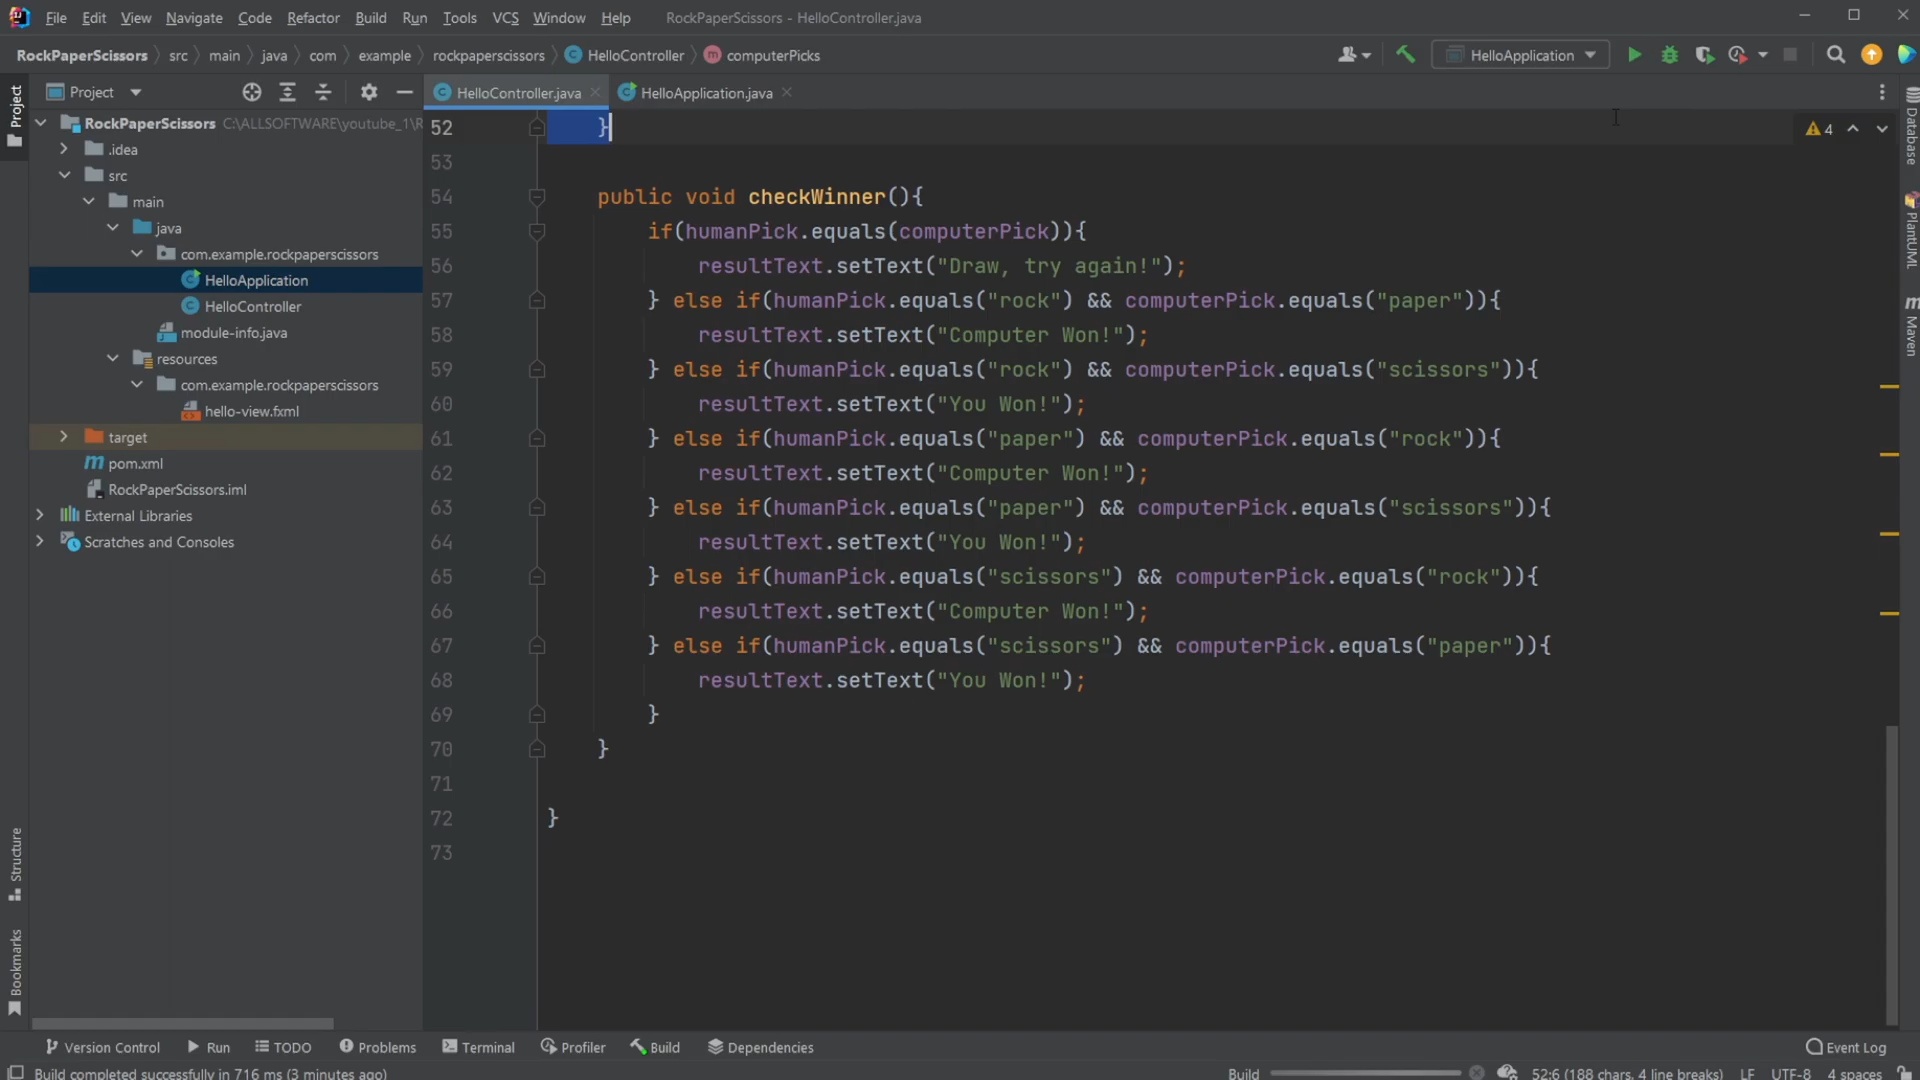 File Edit View Navigate Code Refactor Build Run Tools VCS Window Help RockPaperScissors - HelloController.java
RockPaperScissors src main java com example rockpaperscissors HelloController computerPicks HelloApplication
Project HelloController.java HelloApplication.java
RockPaperScissors C:\ALLSOFTWARE\youtube_1\R
.idea
src
main
java
com.example.rockpaperscissors
HelloApplication
HelloController
module-info.java
resources
com.example.rockpaperscissors
hello-view.fxml
target
pom.xml
RockPaperScissors.iml
External Libraries
Scratches and Consoles
Project
Structure
Bookmarks
52 }
53
54 public void checkWinner(){
55 if(humanPick.equals(computerPick)){
56 resultText.setText("Draw, try again!");
57 } else if(humanPick.equals("rock") && computerPick.equals("paper")){
58 resultText.setText("Computer Won!");
59 } else if(humanPick.equals("rock") && computerPick.equals("scissors")){
60 resultText.setText("You Won!");
61 } else if(humanPick.equals("paper") && computerPick.equals("rock")){
62 resultText.setText("Computer Won!");
63 } else if(humanPick.equals("paper") && computerPick.equals("scissors")){
64 resultText.setText("You Won!");
65 } else if(humanPick.equals("scissors") && computerPick.equals("rock")){
66 resultText.setText("Computer Won!");
67 } else if(humanPick.equals("scissors") && computerPick.equals("paper")){
68 resultText.setText("You Won!");
69 }
70 }
71
72 }
73
4
Database
PlantUML
Maven
Version Control Run TODO Problems Terminal Profiler Build Dependencies Event Log
Build completed successfully in 716 ms (3 minutes ago) Build 52:6 (188 chars, 4 line breaks) LF UTF-8 4 spaces